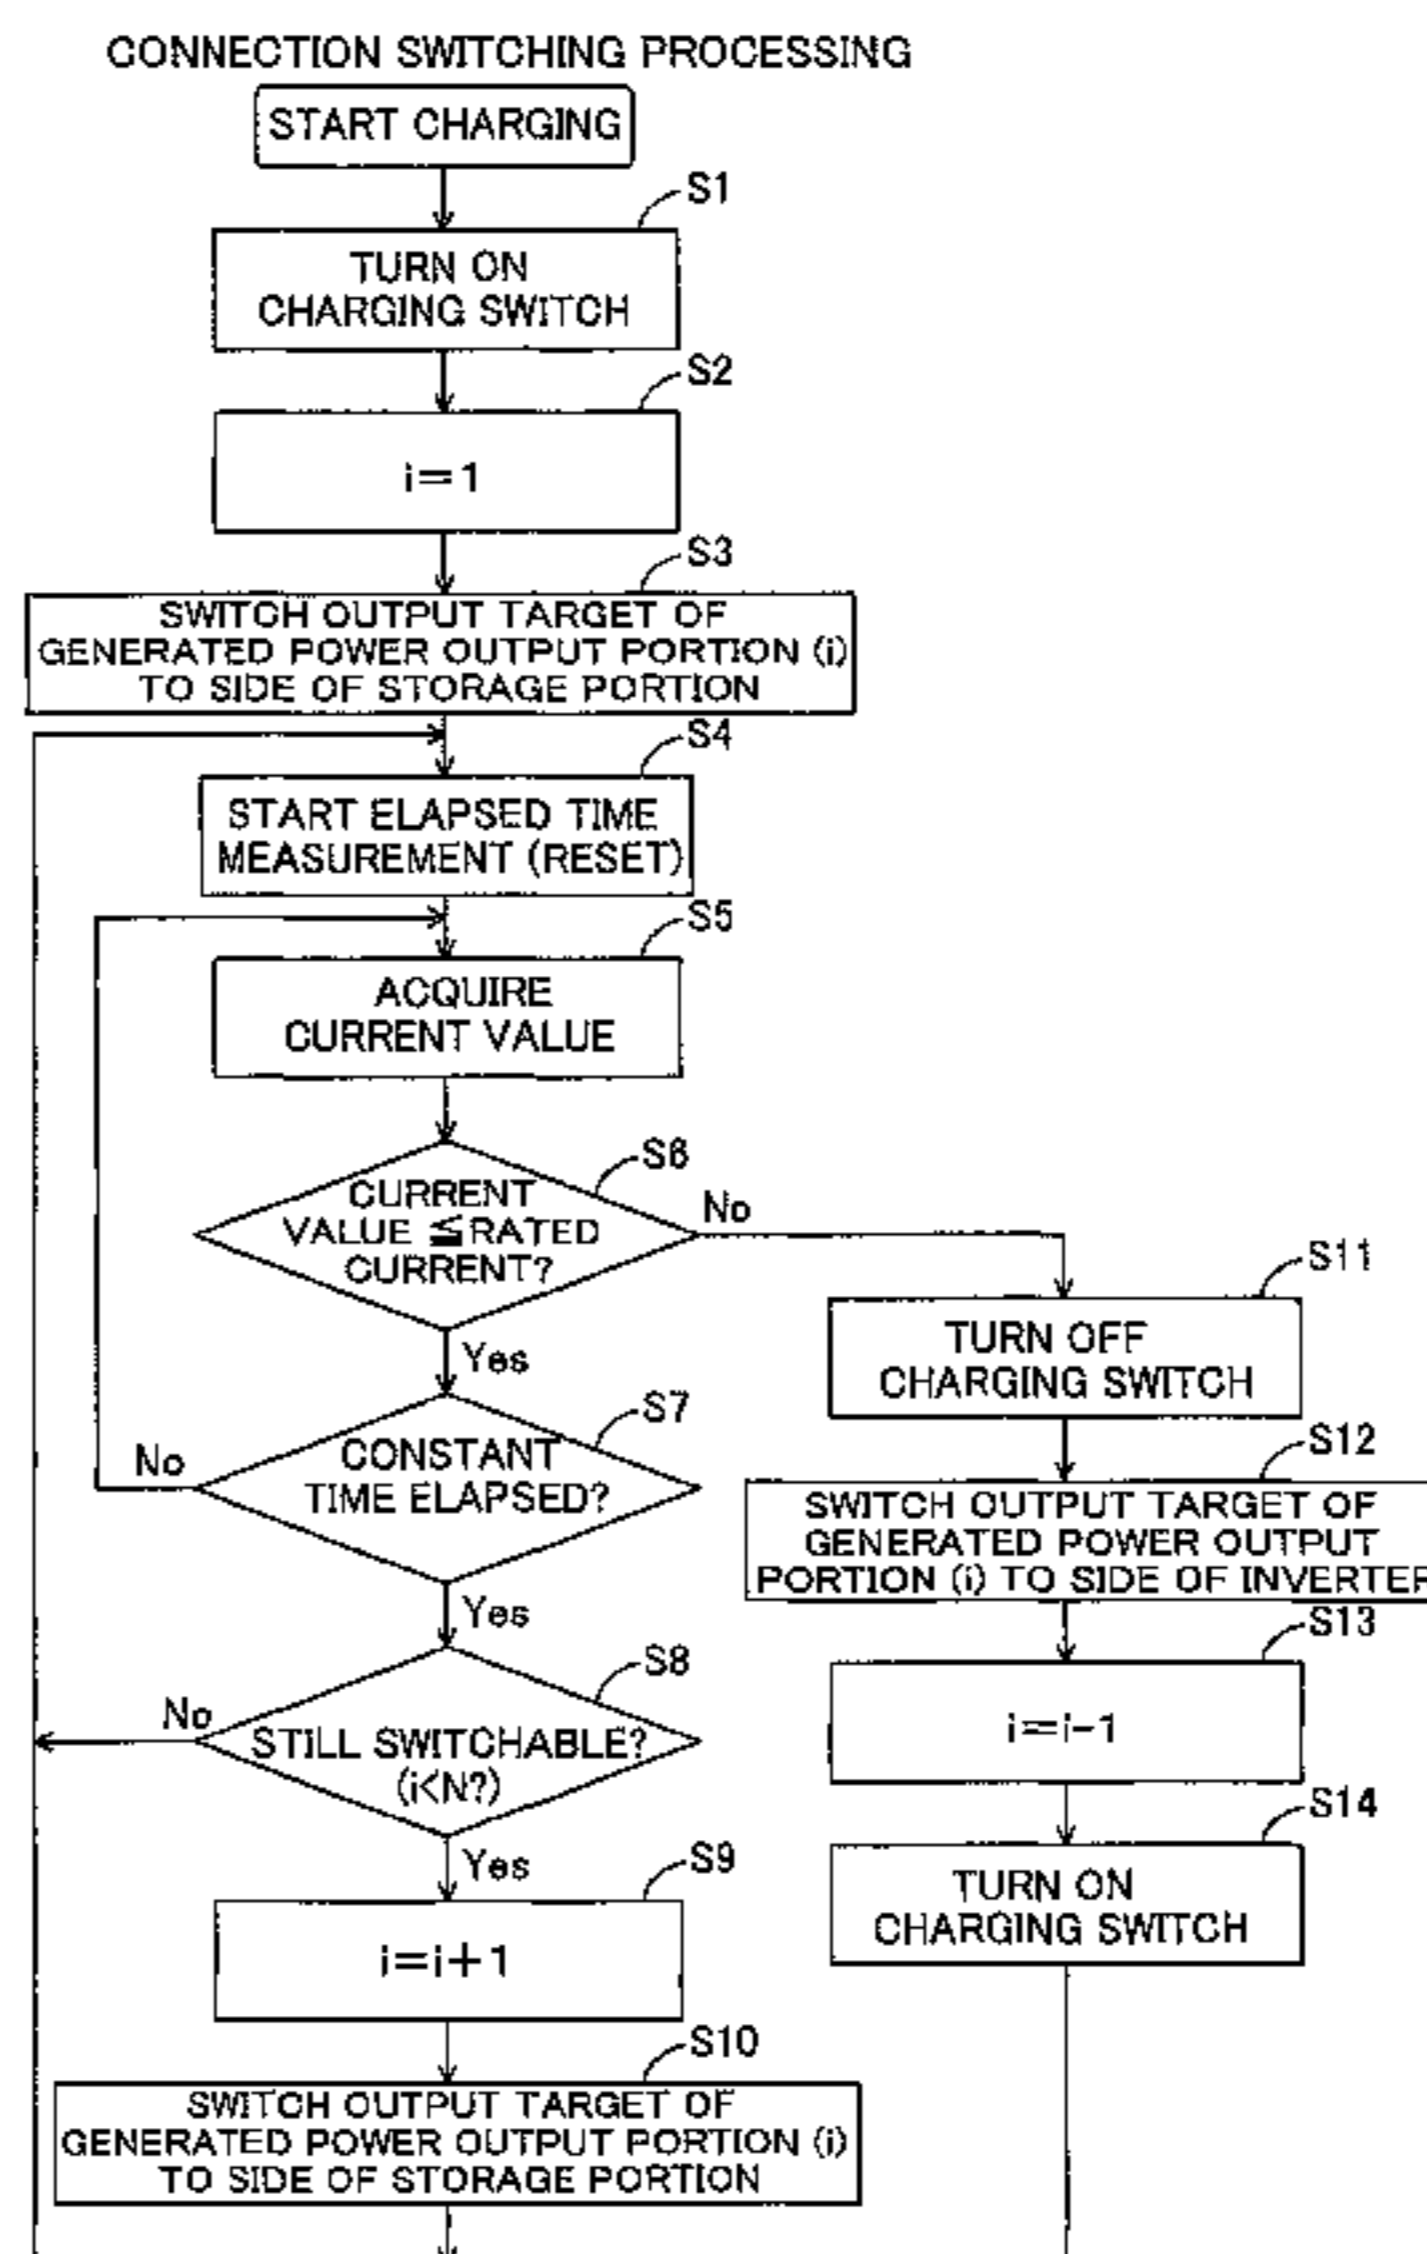 CONNECTION SWITCHING PROCESSING
START CHARGING
S1
TURN ON
CHARGING SWITCH
S2
i=1
S3
SWITCH OUTPUT TARGET OF
GENERATED POWER OUTPUT PORTION (i)
TO SIDE OF STORAGE PORTION
S4
START ELAPSED TIME
MEASUREMENT (RESET)
S5
ACQUIRE
CURRENT VALUE
S6
CURRENT
VALUE ≦RATED
CURRENT?
No
Yes
S7
CONSTANT
TIME ELAPSED?
No
Yes
S8
STILL SWITCHABLE?
(i<N?)
No
Yes
S9
i=i+1
S10
SWITCH OUTPUT TARGET OF
GENERATED POWER OUTPUT PORTION (i)
TO SIDE OF STORAGE PORTION
S11
TURN OFF
CHARGING SWITCH
S12
SWITCH OUTPUT TARGET OF
GENERATED POWER OUTPUT
PORTION (i) TO SIDE OF INVERTER
S13
i=i-1
S14
TURN ON
CHARGING SWITCH